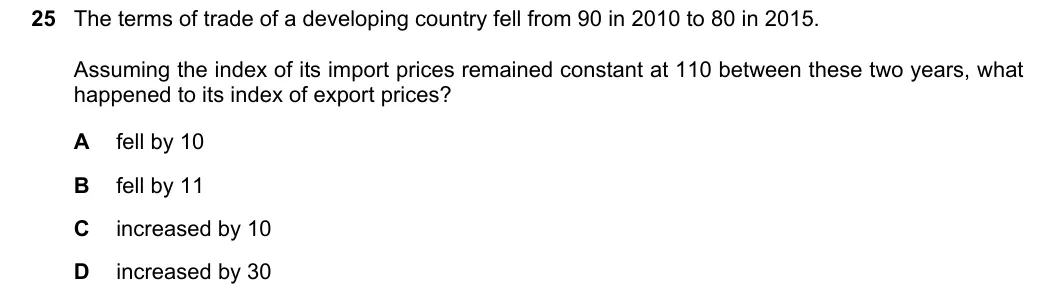 25 The terms of trade of a developing country fell from 90 in 2010 to 80 in 2015.
Assuming the index of its import prices remained constant at 110 between these two years, what
happened to its index of export prices?
A fell by 10
B fell by 11
C increased by 10
D increased by 30